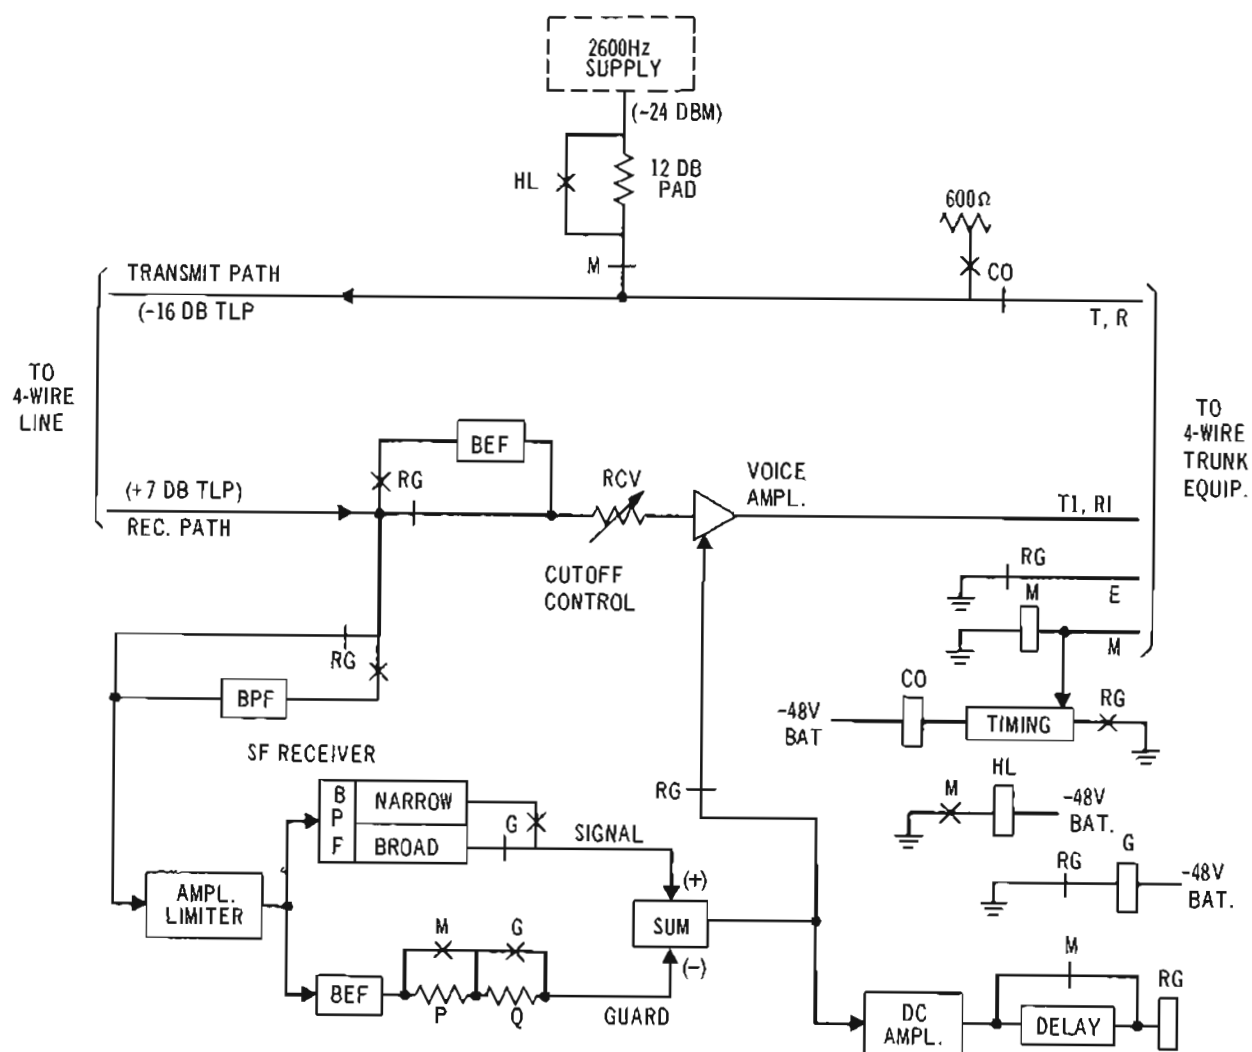 2600Hz
SUPPLY
(-24 DBM)
HL
12 DB
PAD
600Ω
M
CO
TRANSMIT PATH
(-16 DB TLP
T, R
TO
4-WIRE
LINE
TO
4-WIRE
TRUNK
EQUIP.
BEF
RG
RCV
VOICE
AMPL.
(+7 DB TLP)
REC. PATH
T1, R1
CUTOFF
CONTROL
RG
E
M
M
RG
BPF
CO
-48V
BAT
TIMING
RG
SF RECEIVER
B
P
F
NARROW
BROAD
G
SIGNAL
RG
M
HL
-48V
BAT.
RG
G
-48V
BAT.
AMPL.
LIMITER
(+)
SUM
(-)
M
G
BEF
P
Q
GUARD
DC
AMPL.
M
DELAY
RG